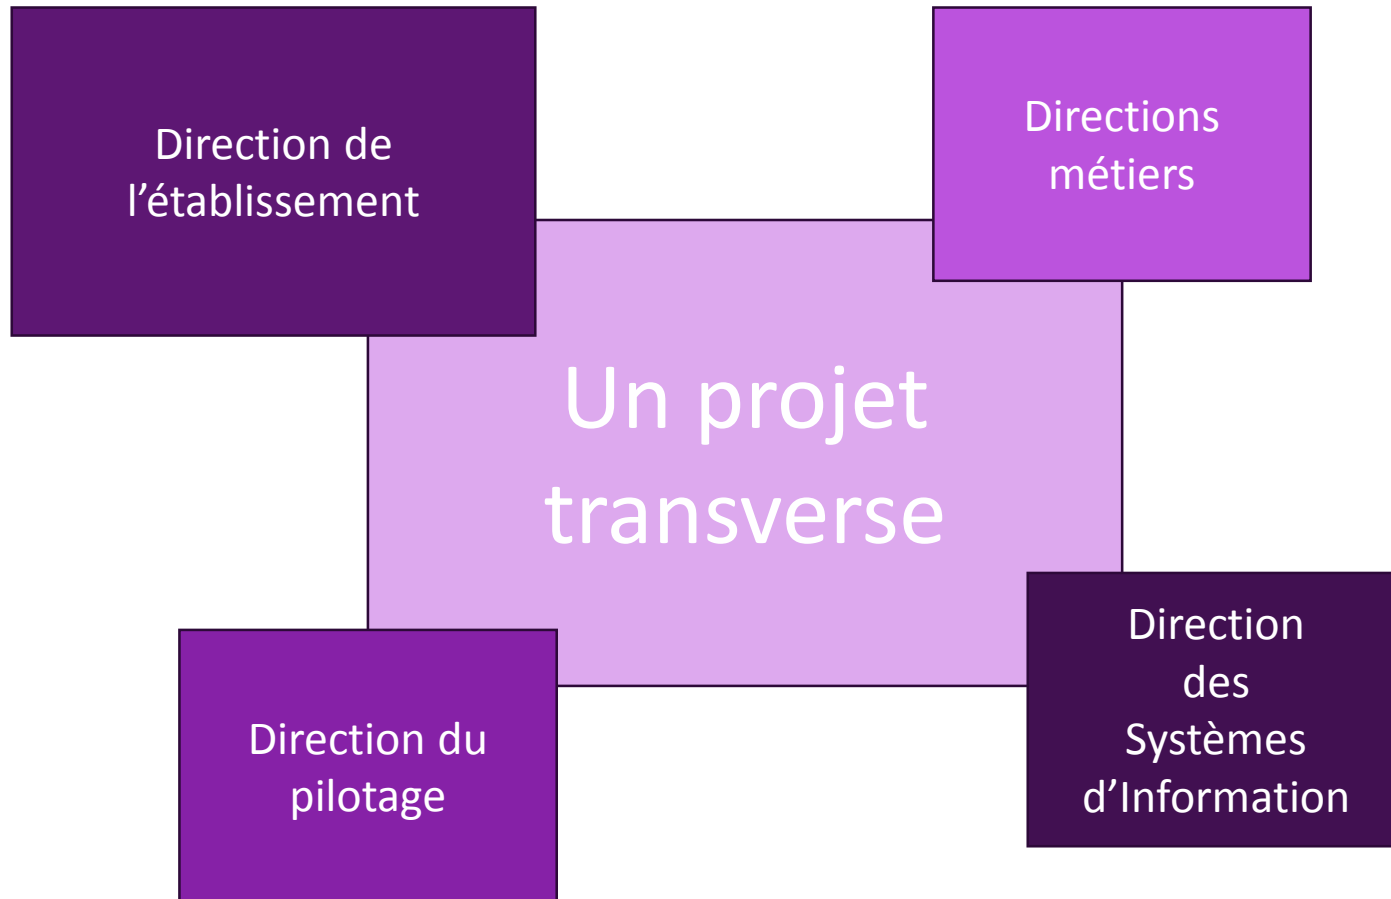 Direction de
l’établissement
Directions
métiers
Un projet
transverse
Direction du
pilotage
Direction
des
Systèmes
d’Information